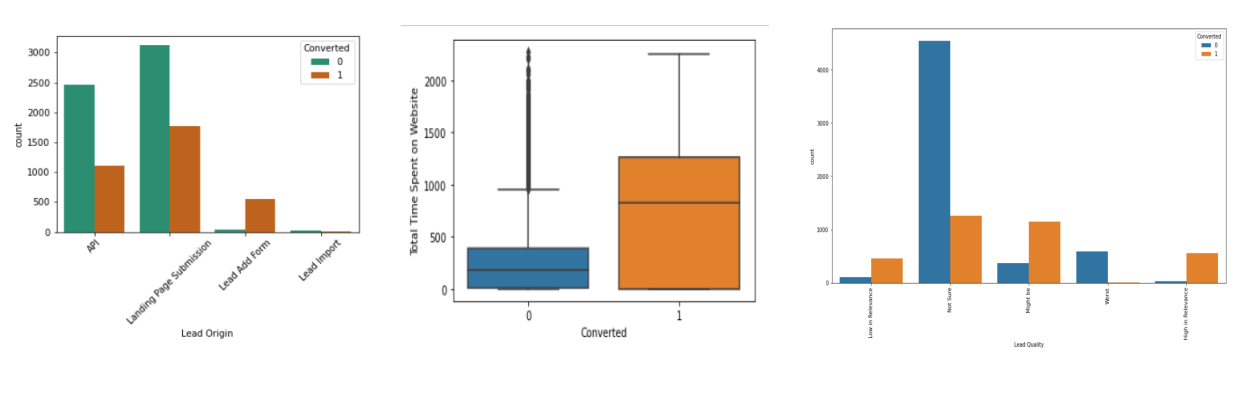 Converted
0
1
3000
2500
2000
1500
1000
500
0
count
API
Landing Page Submission
Lead Add Form
Lead Import
Lead Origin
2000
1500
1000
500
0
Total Time Spent on Website
0
1
Converted
Converted
0
1
4000
3000
2000
1000
0
count
Low in Relevance
Not Sure
Might be
Worst
High in Relevance
Lead Quality